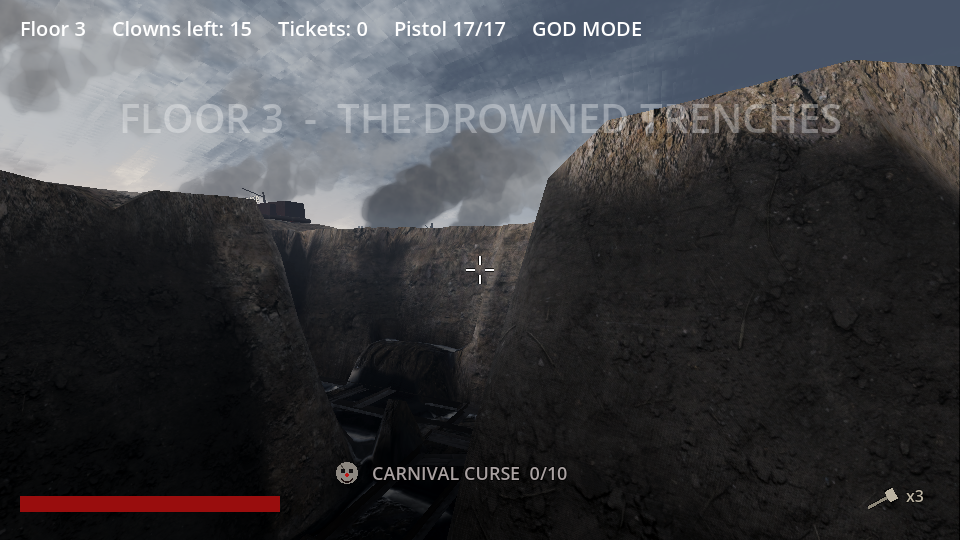 Floor 3 Clowns left: 15 Tickets: 0 Pistol 17/17 GOD MODE
FLOOR 3 - THE DROWNED TRENCHES
CARNIVAL CURSE 0/10
x3